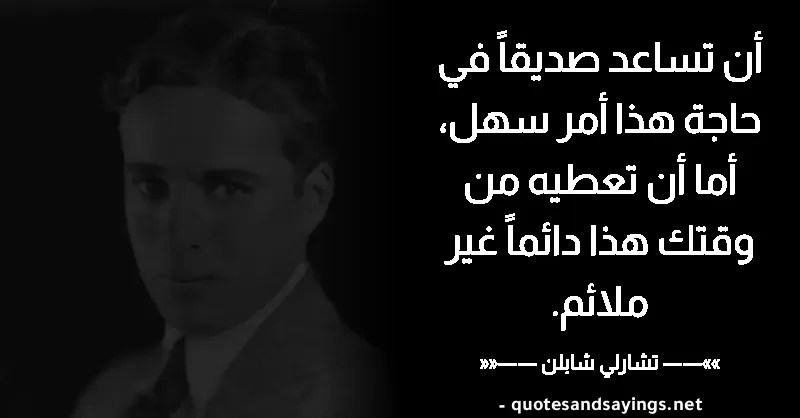 أن تساعد صديقاً في
حاجة هذا أمر سهل،
أما أن تعطيه من
وقتك هذا دائماً غير
ملائم.
»»—— تشارلي شابلن ——««
- quotesandsayings.net